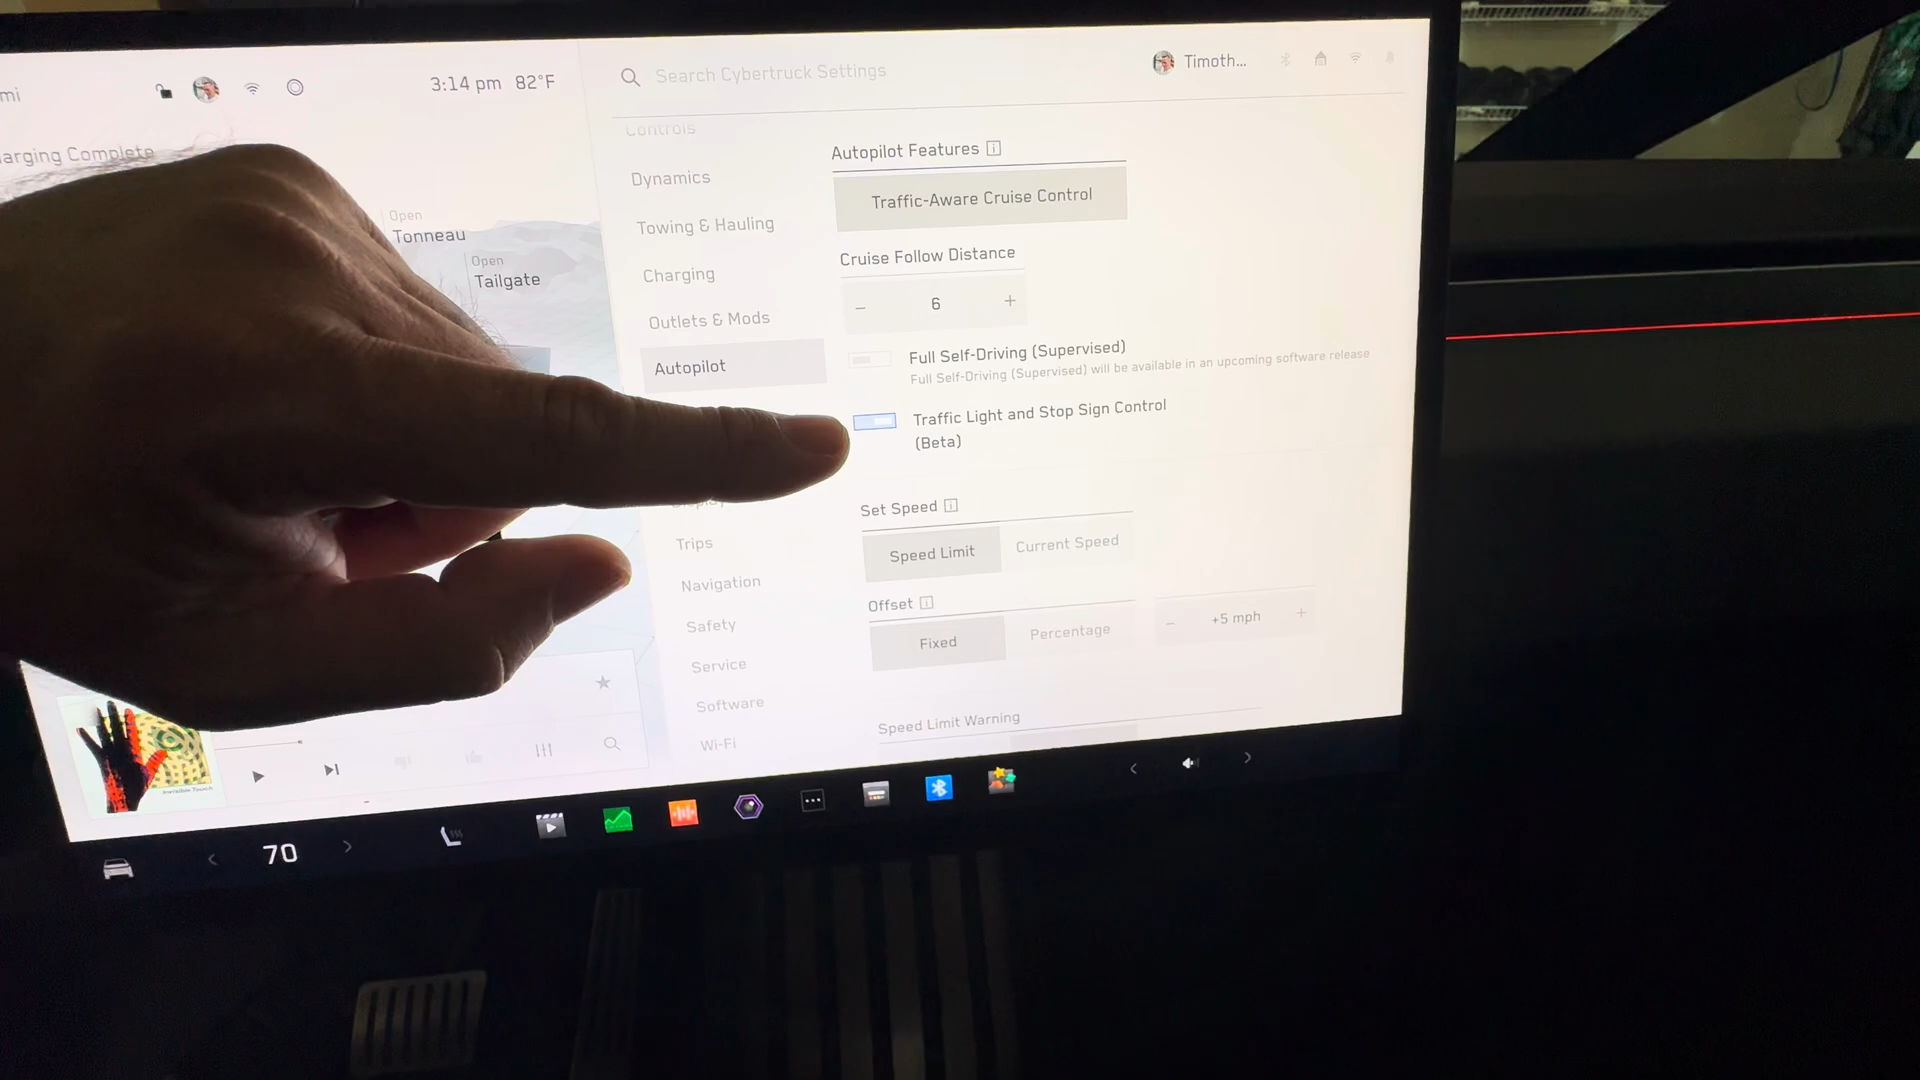 mi
3:14 pm 82°F
Search Cybertruck Settings
Timoth...
arging Complete
Open
Tonneau
Open
Tailgate
Controls
Dynamics
Towing & Hauling
Charging
Outlets & Mods
Autopilot
Display
Trips
Navigation
Safety
Service
Software
Wi-Fi
Autopilot Features
Traffic-Aware Cruise Control
Cruise Follow Distance
− 6 +
Full Self-Driving (Supervised)
Full Self-Driving (Supervised) will be available in an upcoming software release
Traffic Light and Stop Sign Control
(Beta)
Set Speed
Speed Limit Current Speed
Offset
Fixed Percentage − +5 mph +
Speed Limit Warning
Invisible Touch
70